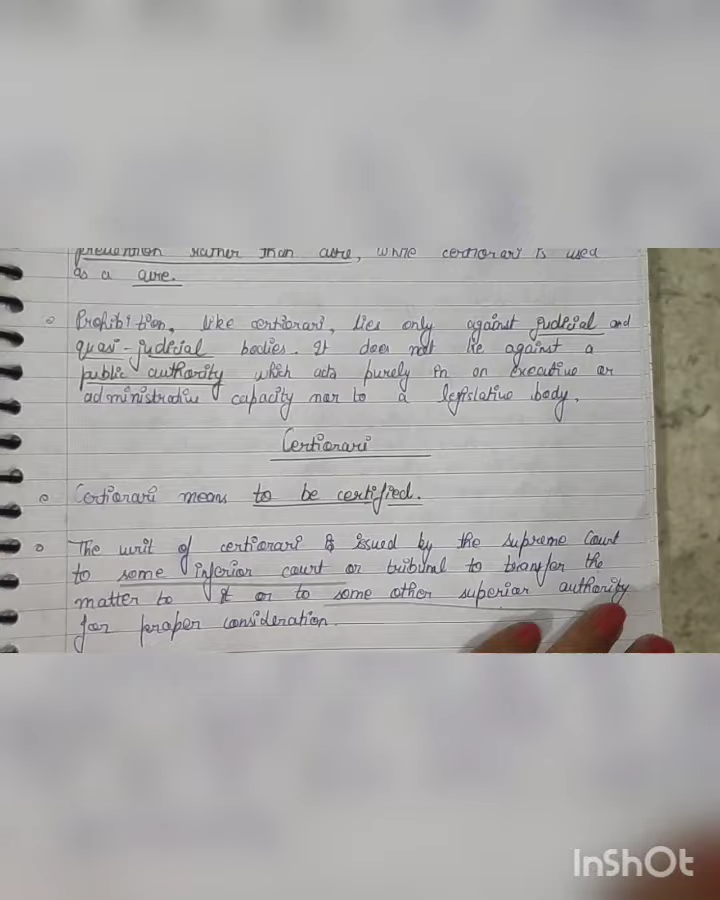 prevention rather than cure, while certiorari is used
as a cure.
Prohibition, like certiorari, lies only against judicial and
quasi-judicial bodies. It does not lie against a
public authority which acts purely in an executive or
administrative capacity nor to a legislative body.
Certiorari
Certiorari means to be certified.
The writ of certiorari is issued by the Supreme Court
to some inferior court or tribunal to transfer the
matter to it or to some other superior authority
for proper consideration.
InShOt